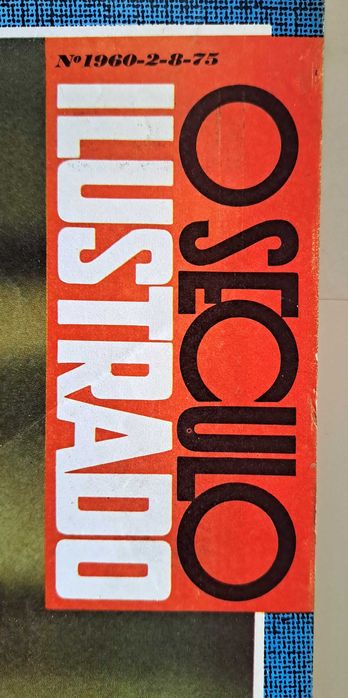 Nº1960-2-8-75
O SECULO
ILUSTRADO